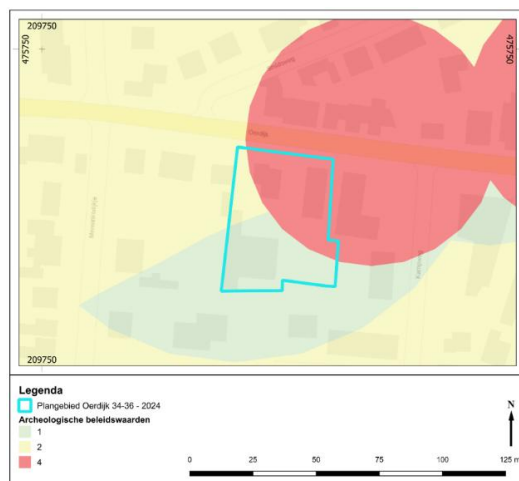 209750
475750
475750
Oerdijk
209750
Legenda
Plangebied Oerdijk 34-36 - 2024
Archeologische beleidswaarden
1
2
4
N
0 25 50 75 100 125 m